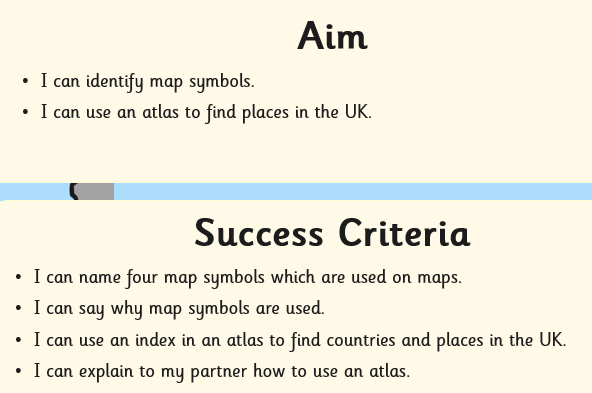 Aim
• I can identify map symbols.
• I can use an atlas to find places in the UK.
Success Criteria
• I can name four map symbols which are used on maps.
• I can say why map symbols are used.
• I can use an index in an atlas to find countries and places in the UK.
• I can explain to my partner how to use an atlas.